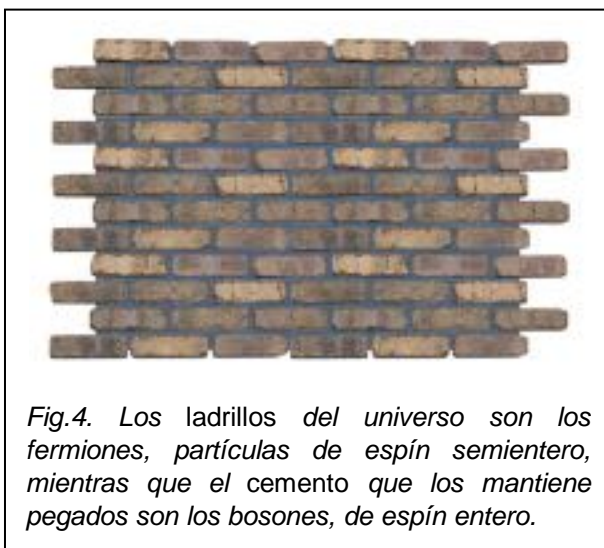 Fig.4. Los ladrillos del universo son los
fermiones, partículas de espín semientero,
mientras que el cemento que los mantiene
pegados son los bosones, de espín entero.